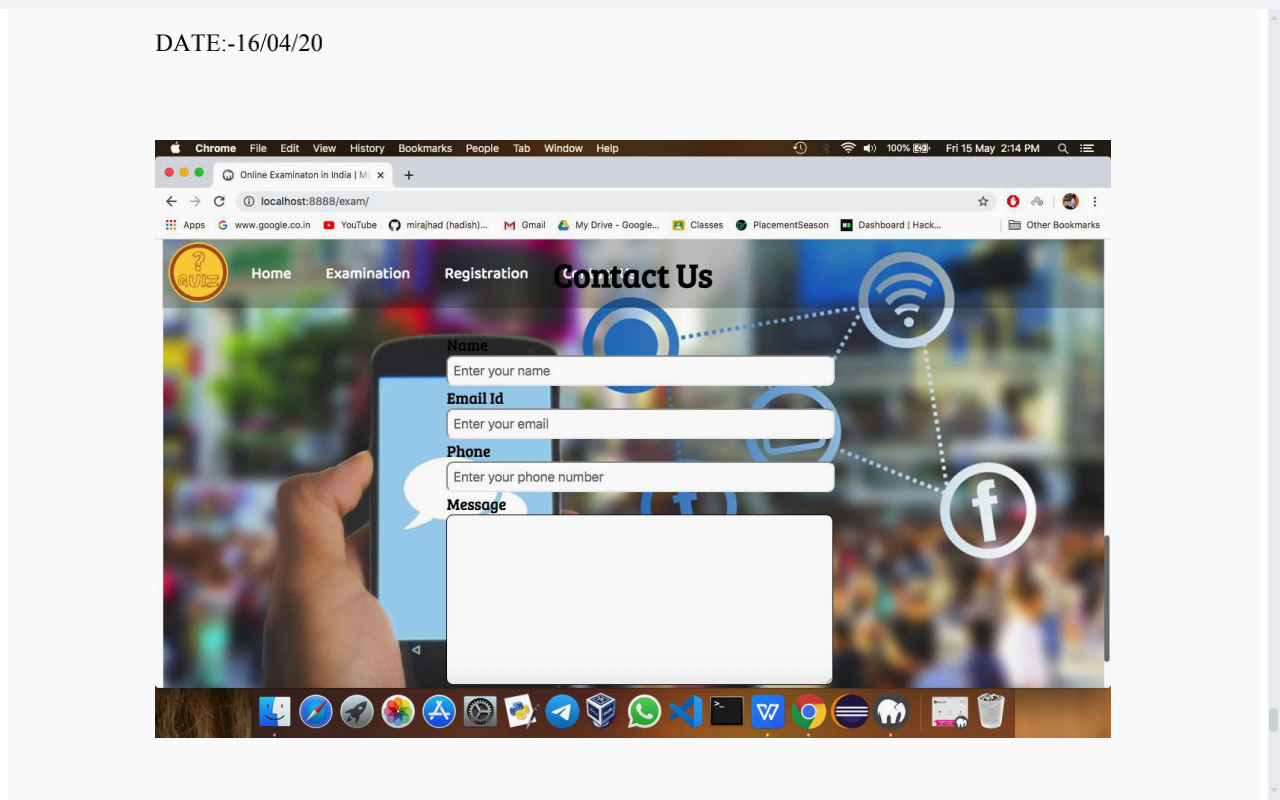 DATE:-16/04/20
Chrome File Edit View History Bookmarks People Tab Window Help 100% Fri 15 May 2:14 PM
Online Examinaton in India | My
localhost:8888/exam/
Apps www.google.co.in YouTube mirajhad (hadish)... Gmail My Drive - Google... Classes PlacementSeason Dashboard | Hack... Other Bookmarks
? QUIZ Home Examination Registration Contact Us
Name
Enter your name
Email Id
Enter your email
Phone
Enter your phone number
Message